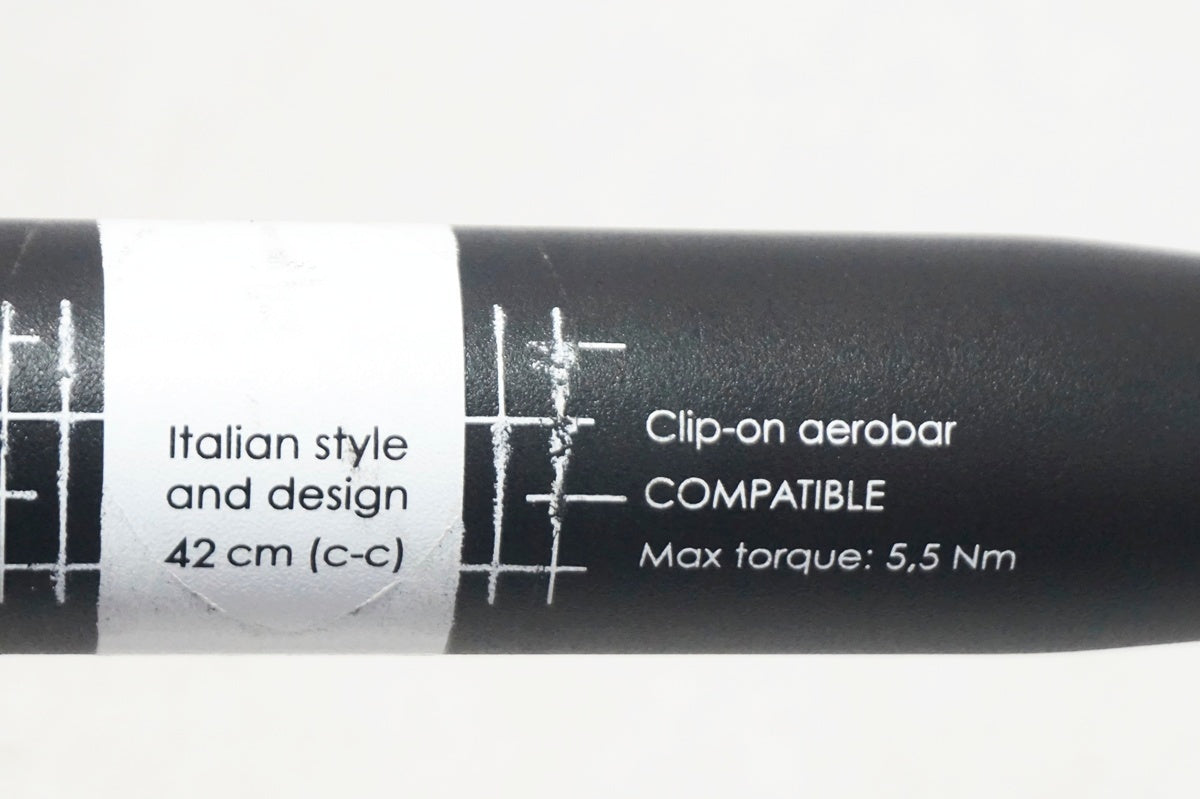 Italian style
and design
42 cm (c-c)
Clip-on aerobar
COMPATIBLE
Max torque: 5,5 Nm